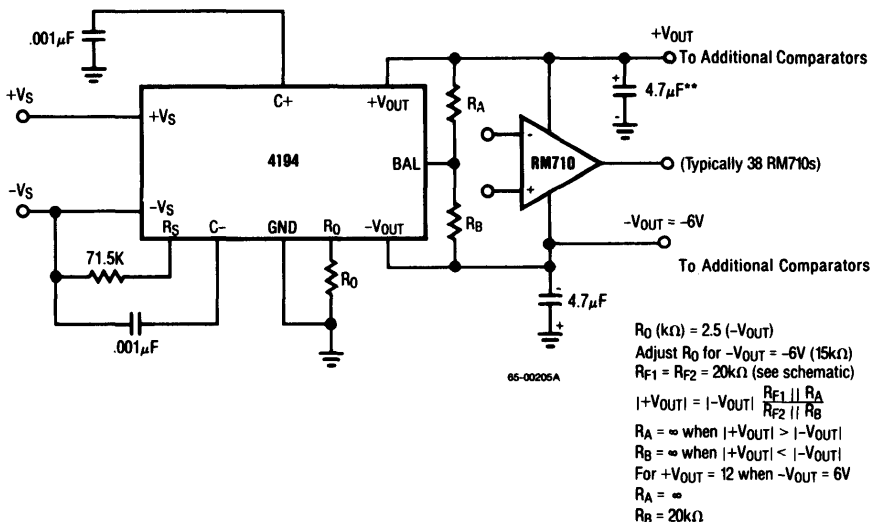 .001μF
+VOUT
To Additional Comparators
4.7μF**
+
-
C+
+VOUT
RA
+VS
+VS
4194
BAL
-
+
RM710
(Typically 38 RM710s)
−VS
−VS
RS
C−
GND
RO
−VOUT
RB
−VOUT = −6V
To Additional Comparators
71.5K
RO
.001μF
-
4.7μF
+
65-00205A
RO (kΩ) = 2.5 (−VOUT)
Adjust RO for −VOUT = −6V (15kΩ)
RF1 = RF2 = 20kΩ (see schematic)
|+VOUT| = |−VOUT| RF1 || RA / RF2 || RB
RA = ∞ when |+VOUT| > |−VOUT|
RB = ∞ when |+VOUT| < |−VOUT|
For +VOUT = 12 when −VOUT = 6V
RA = ∞
RB = 20kΩ